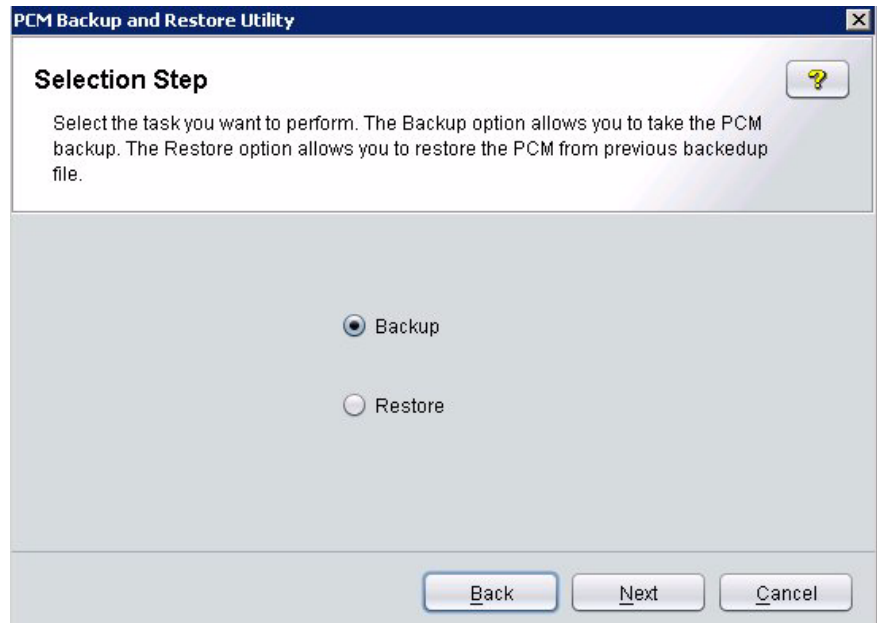 PCM Backup and Restore Utility
Selection Step
?
Select the task you want to perform. The Backup option allows you to take the PCM
backup. The Restore option allows you to restore the PCM from previous backedup
file.
Backup
Restore
Back Next Cancel